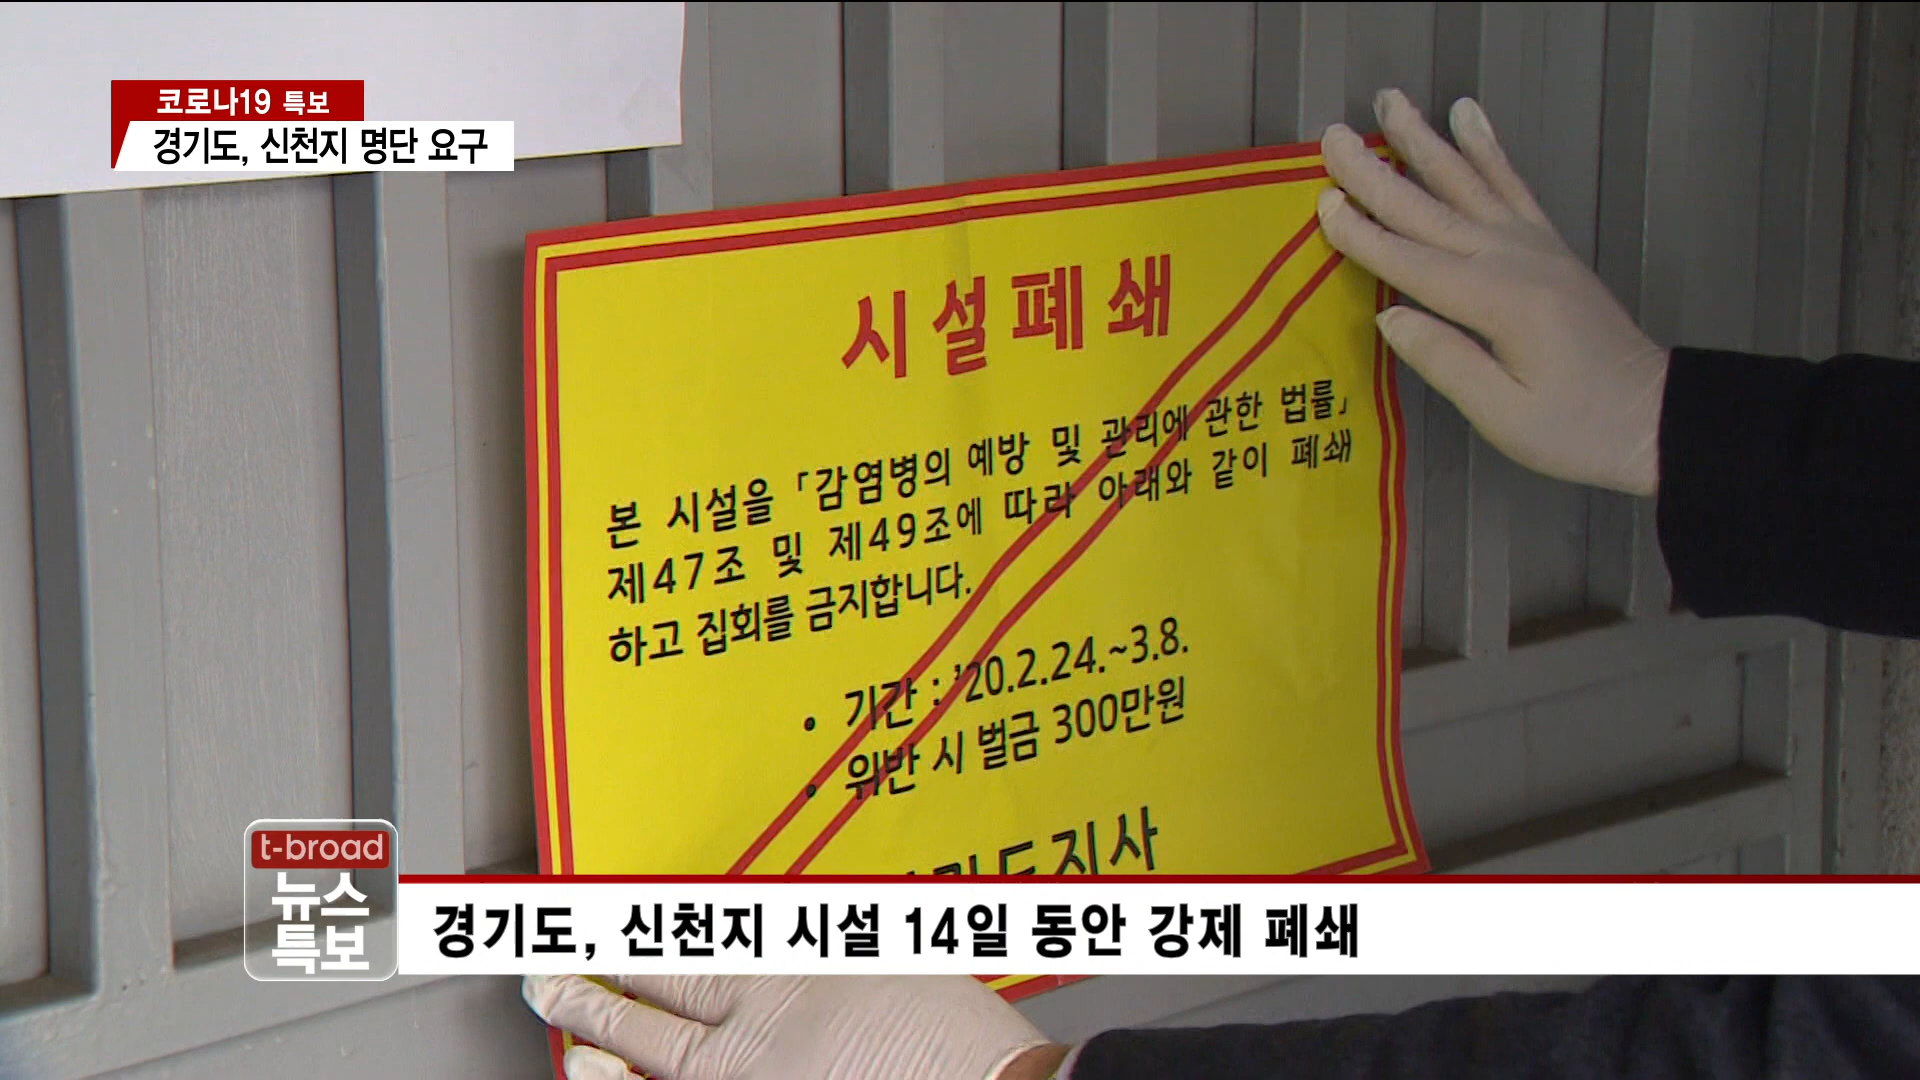 코로나19 특보
경기도, 신천지 명단 요구
시설폐쇄
본 시설을 「감염병의 예방 및 관리에 관한 법률」
제47조 및 제49조에 따라 아래와 같이 폐쇄
하고 집회를 금지합니다.
• 기간 : '20.2.24.~3.8.
• 위반 시 벌금 300만원
도지사
t-broad
뉴스
특보
경기도, 신천지 시설 14일 동안 강제 폐쇄